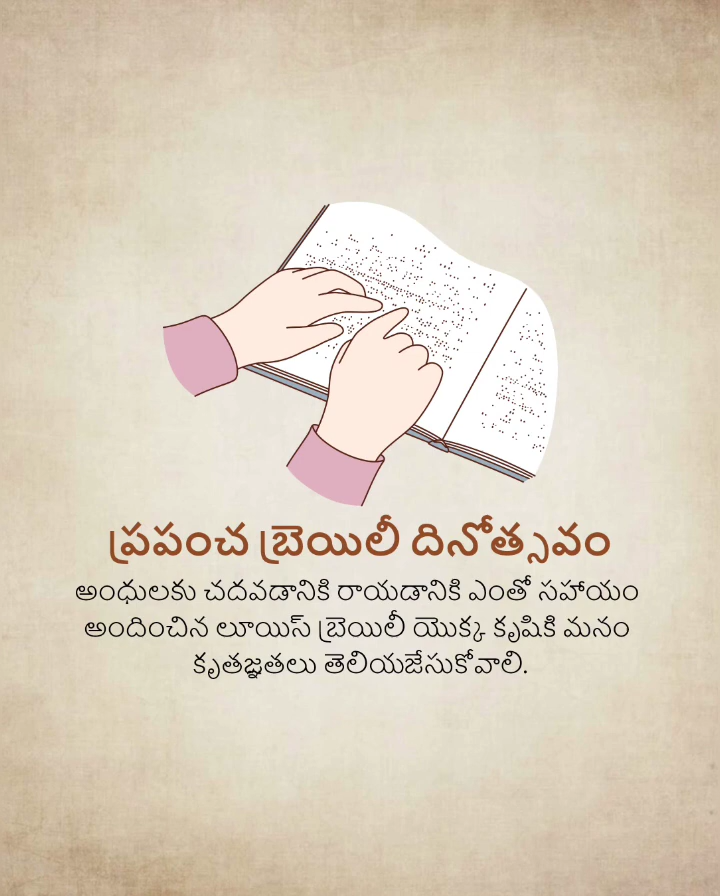 ప్రపంచ బ్రెయిలీ దినోత్సవం
అంధులకు చదవడానికి రాయడానికి ఎంతో సహాయం
అందించిన లూయిస్ బ్రెయిలీ యొక్క కృషికి మనం
కృతజ్ఞతలు తెలియజేసుకోవాలి.